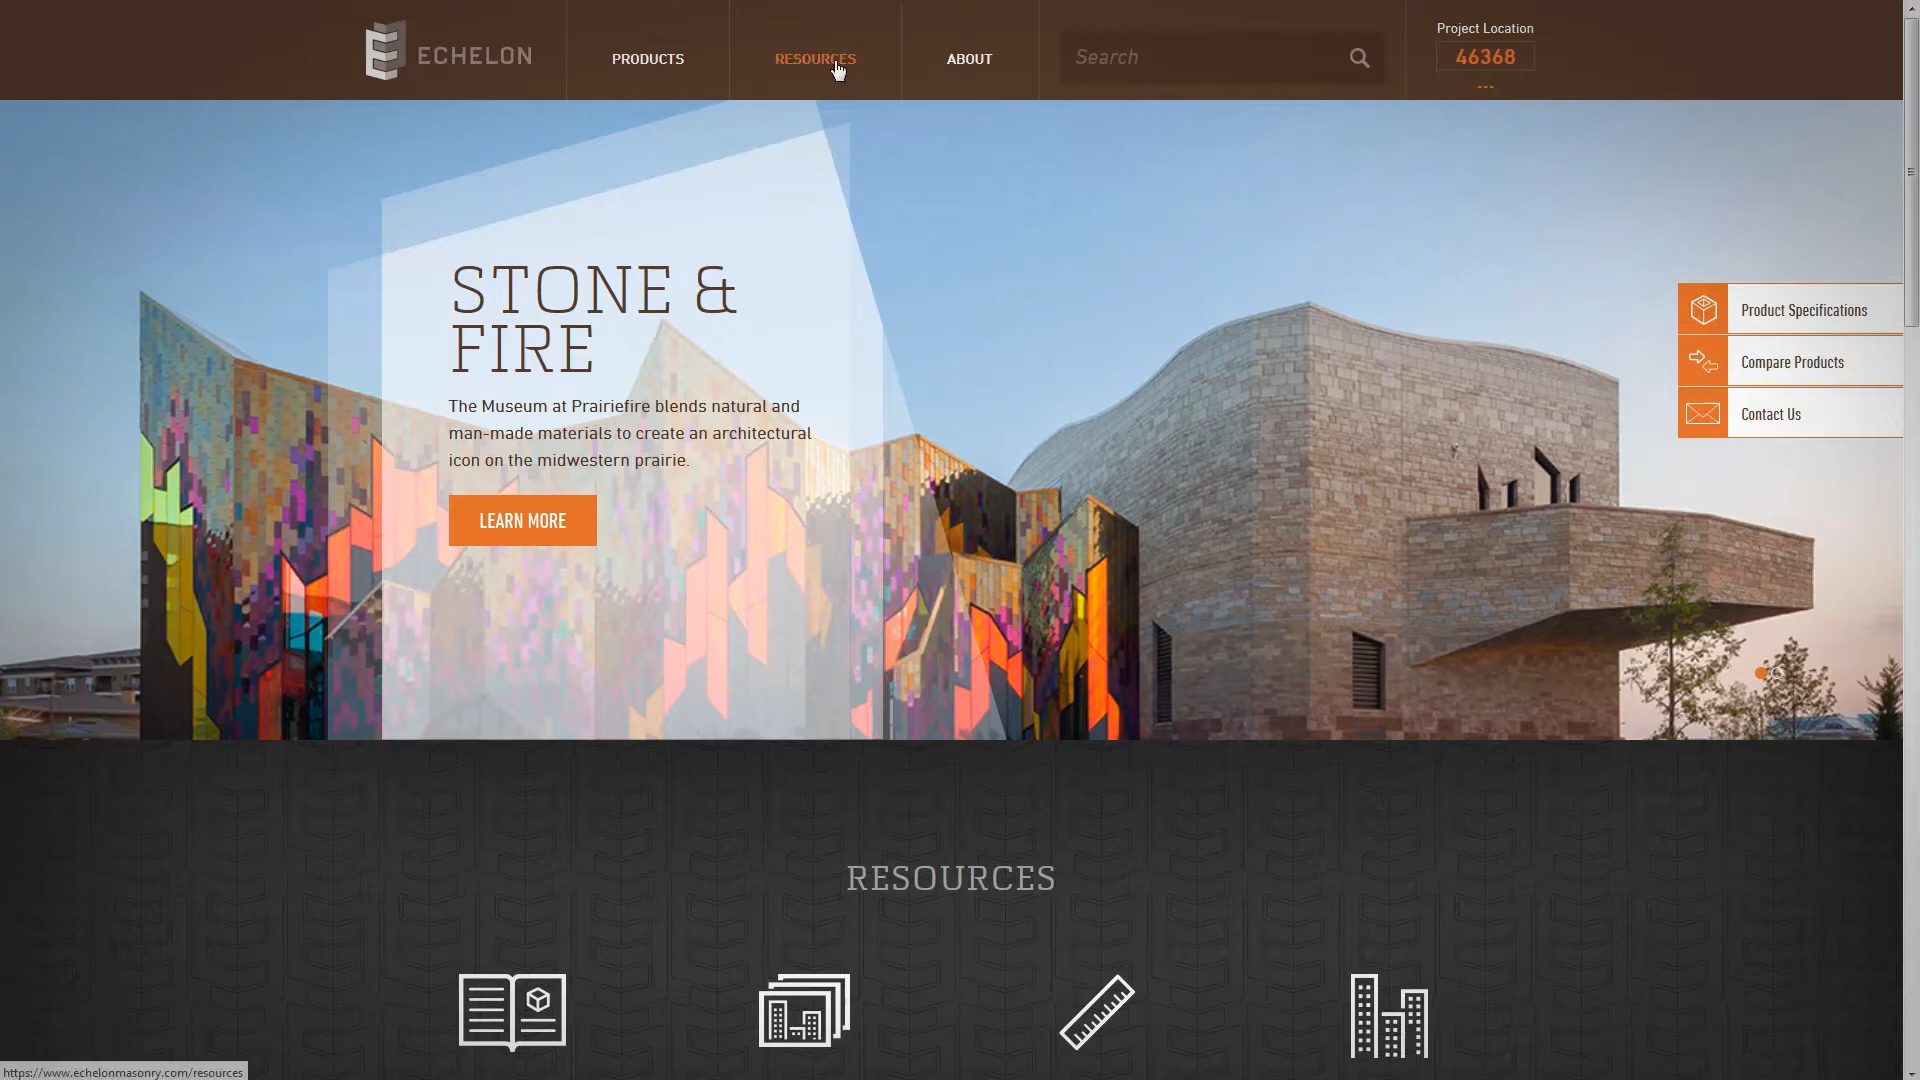 ECHELON
PRODUCTS
RESOURCES
ABOUT
Search
Project Location
46368
STONE &
FIRE
The Museum at Prairiefire blends natural and
man-made materials to create an architectural
icon on the midwestern prairie.
LEARN MORE
Product Specifications
Compare Products
Contact Us
RESOURCES
https://www.echelonmasonry.com/resources